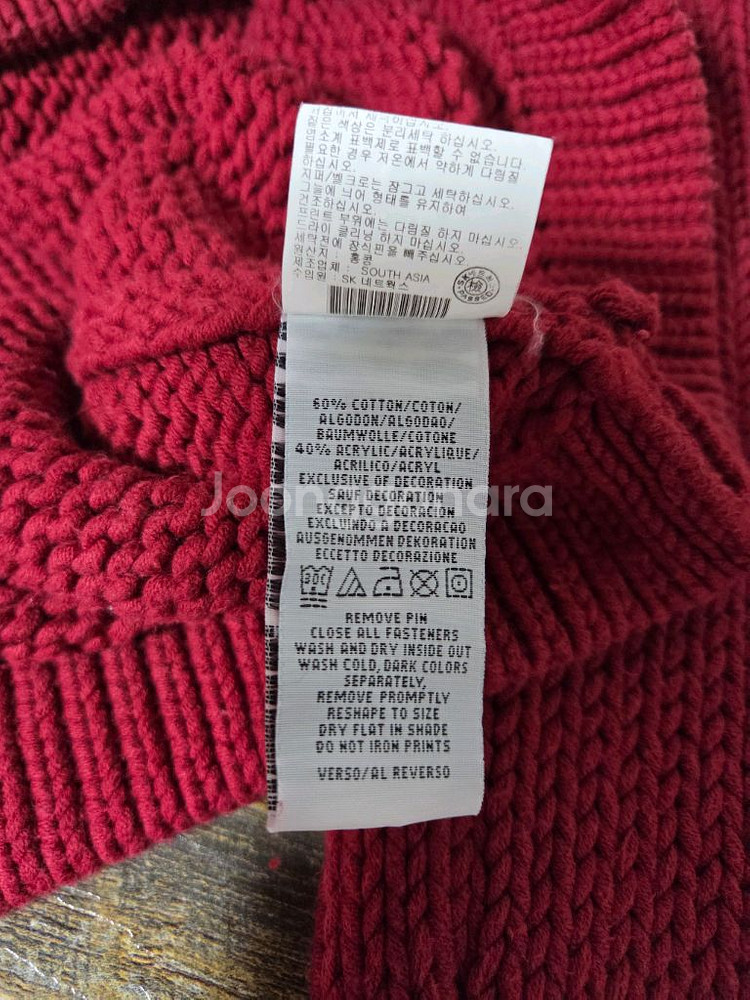 질은 색상은 분리세탁 하십시오.
염소계 표백제로 표백할 수 없습니다
필요한 경우 저온에서 약하게 다림질
하십시오.
지퍼/벨크로는 잠그고 세탁하십시오.
그늘에 뉘어 형태를 유지하여
건조하십시오.
프린트 부위에는 다림질 하지 마십시오.
드라이 클리닝 하지 마십시오.
세탁전에 장식핀을 빼주십시오.
원산지 : 홍콩
제조업체 : SOUTH ASIA
수입원 : SK 네트웍스
60% COTTON/COTON/
ALGODON/ALGODAO/
BAUMWOLLE/COTONE
40% ACRYLIC/ACRYLIQUE/
ACRILICO/ACRYL
EXCLUSIVE OF DECORATION
SAUF DECORATION
EXCEPTO DECORACION
EXCLUINDO A DECORACAO
AUSGENOMMEN DEKORATION
ECCETTO DECORAZIONE
30C
REMOVE PIN
CLOSE ALL FASTENERS
WASH AND DRY INSIDE OUT
WASH COLD, DARK COLORS
SEPARATELY,
REMOVE PROMPTLY
RESHAPE TO SIZE
DRY FLAT IN SHADE
DO NOT IRON PRINTS
VERSO/AL REVERSO